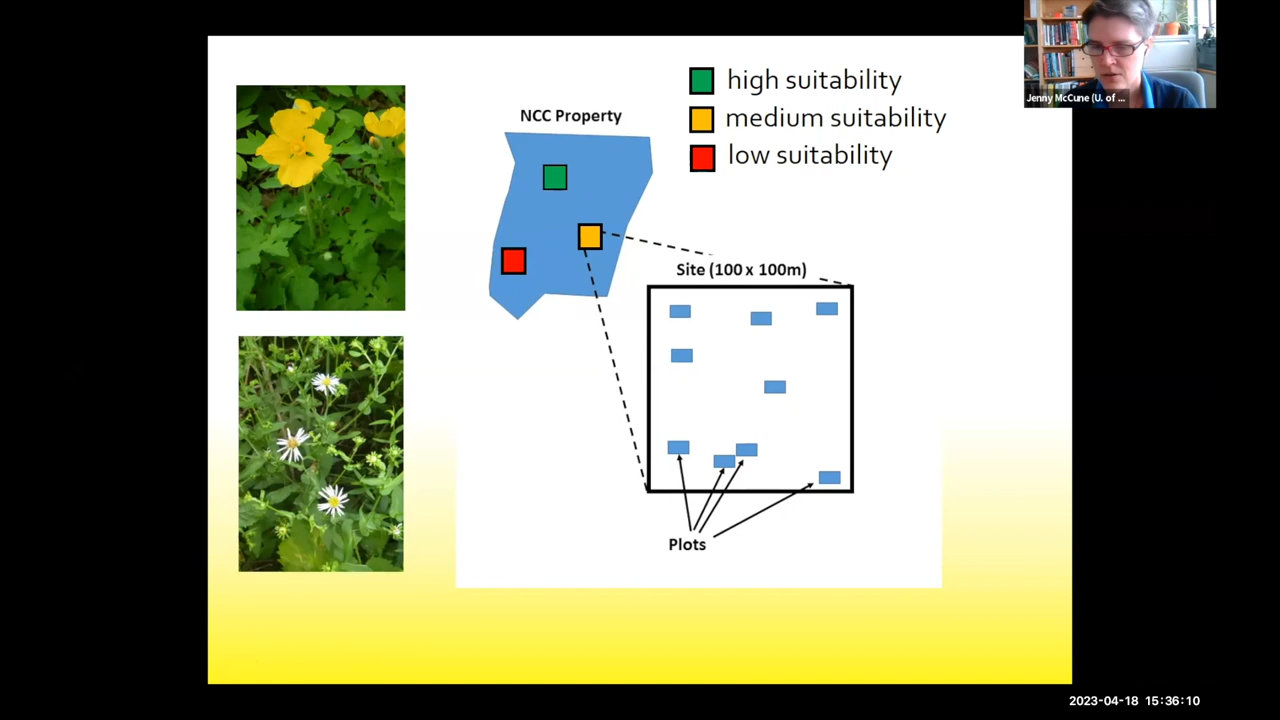 high suitability
NCC Property
medium suitability
low suitability
Jenny McCune (U. of ...
Site (100 x 100m)
Plots
2023-04-18 15:36:10